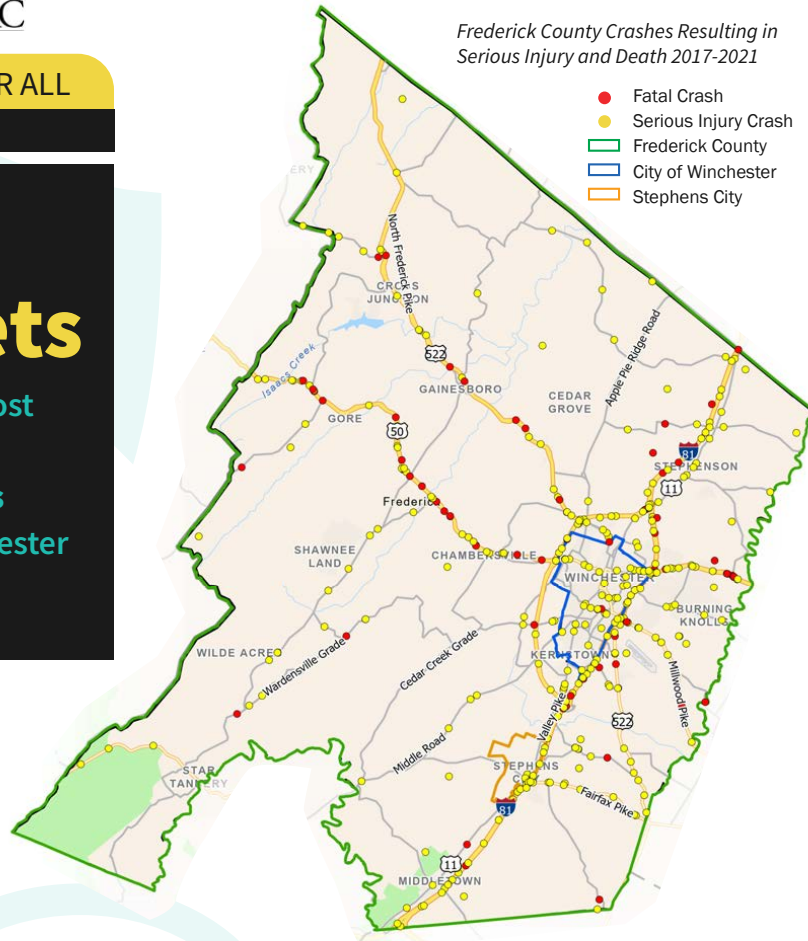 R ALL
ets
ost
s
ester
Frederick County Crashes Resulting in
Serious Injury and Death 2017-2021
Fatal Crash
Serious Injury Crash
Frederick County
City of Winchester
Stephens City
ERY
North Frederick Pike
CROSS
JUNCTION
522
Isaacs Creek
GAINESBORO
Apple Pie Ridge Road
CEDAR
GROVE
GORE
50
81
STEPHENSON
11
Frederic
SHAWNEE
LAND
CHAMBERSVILLE
WINCHESTER
BURNING
KNOLLS
WILDE ACRE
Wardensville Grade
Cedar Creek Grade
KERNSTOWN
Millwood Pike
522
Valley Pike
Middle Road
STAR
TANNERY
STEPHENS
C
81
Fairfax Pike
11
MIDDLETOWN